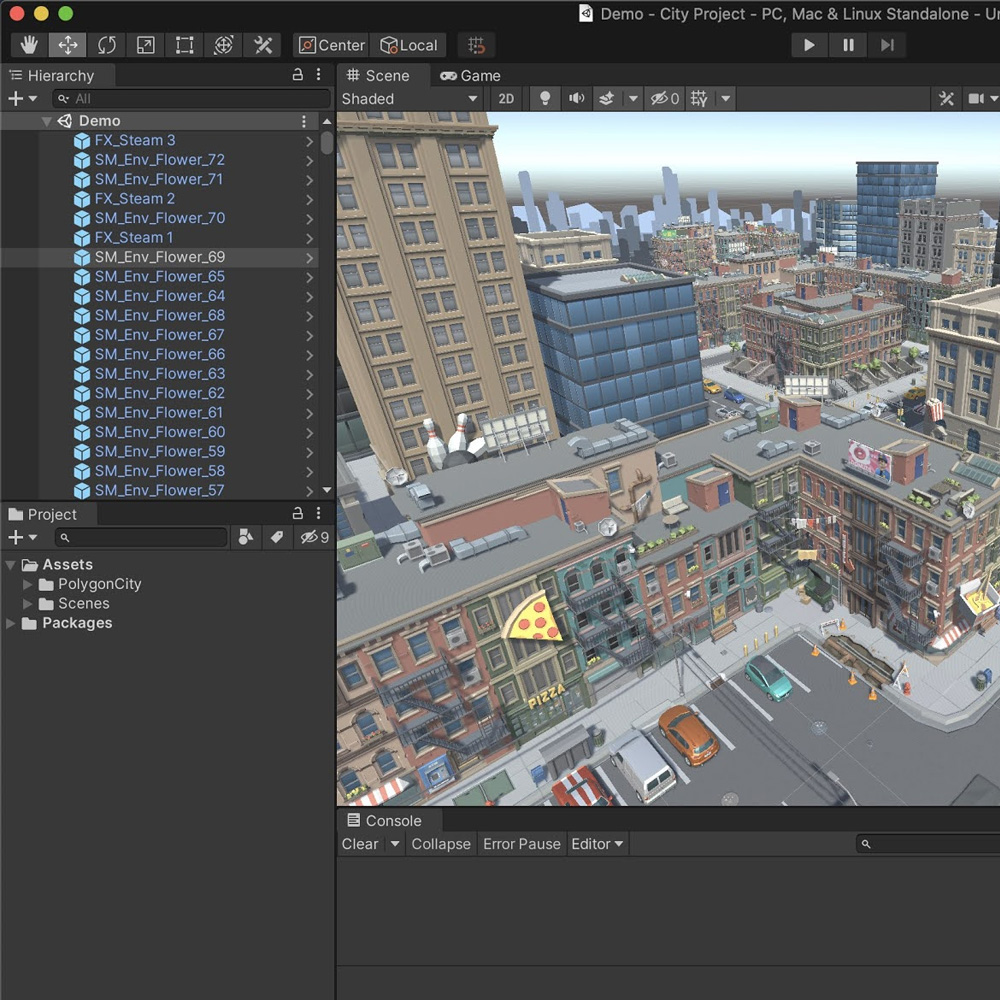 Demo - City Project - PC, Mac & Linux Standalone - Un
Center
Local
Hierarchy
All
Demo
FX_Steam 3
SM_Env_Flower_72
SM_Env_Flower_71
FX_Steam 2
SM_Env_Flower_70
FX_Steam 1
SM_Env_Flower_69
SM_Env_Flower_65
SM_Env_Flower_64
SM_Env_Flower_68
SM_Env_Flower_67
SM_Env_Flower_66
SM_Env_Flower_63
SM_Env_Flower_62
SM_Env_Flower_61
SM_Env_Flower_60
SM_Env_Flower_59
SM_Env_Flower_58
SM_Env_Flower_57
Project
9
Assets
PolygonCity
Scenes
Packages
Scene
Game
Shaded
2D
0
PIZZA
Console
Clear
Collapse
Error Pause
Editor